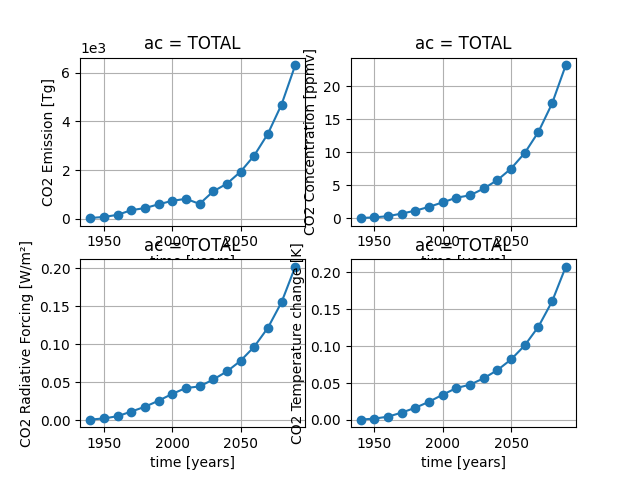 ac = TOTAL
1e3
CO2 Emission [Tg]
6
4
2
0
1950 2000 2050
time [years]
ac = TOTAL
CO2 Concentration [ppmv]
20
15
10
5
0
1950 2000 2050
time [years]
ac = TOTAL
CO2 Radiative Forcing [W/m²]
0.20
0.15
0.10
0.05
0.00
1950 2000 2050
time [years]
ac = TOTAL
CO2 Temperature change [K]
0.20
0.15
0.10
0.05
0.00
1950 2000 2050
time [years]